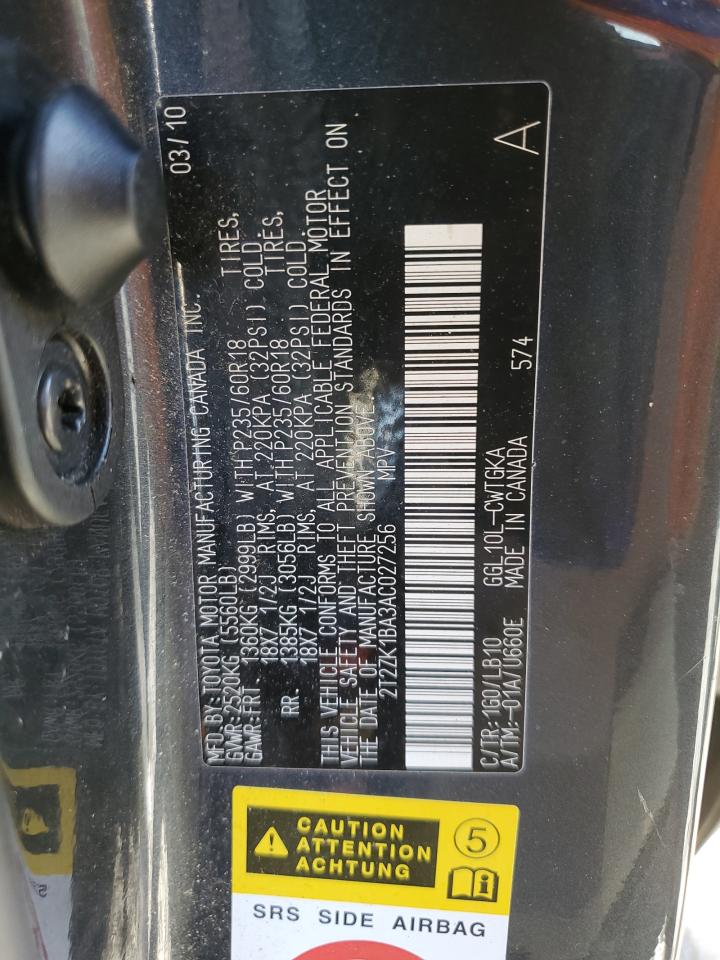 MFD BY: TOYOTA MOTOR MANUFACTURING CANADA INC. 03/10
GVWR: 2520KG (5560LB)
GAWR: FRT 1360KG (2999LB) WITH P235/60R18 TIRES,
18X7 1/2J RIMS, AT 220KPA (32PSI) COLD.
RR. 1385KG (3056LB) WITH P235/60R18 TIRES,
18X7 1/2J RIMS, AT 220KPA (32PSI) COLD.
THIS VEHICLE CONFORMS TO ALL APPLICABLE FEDERAL MOTOR
VEHICLE SAFETY AND THEFT PREVENTION STANDARDS IN EFFECT ON
THE DATE OF MANUFACTURE SHOWN ABOVE.
2T2ZK1BA3AC027256 MPV
A
C/TR: 1G0/LB10 GGL10L-CWTGKA
A/TM: -01A/U660E MADE IN CANADA 574
CAUTION
ATTENTION
ACHTUNG
5
i
SRS SIDE AIRBAG